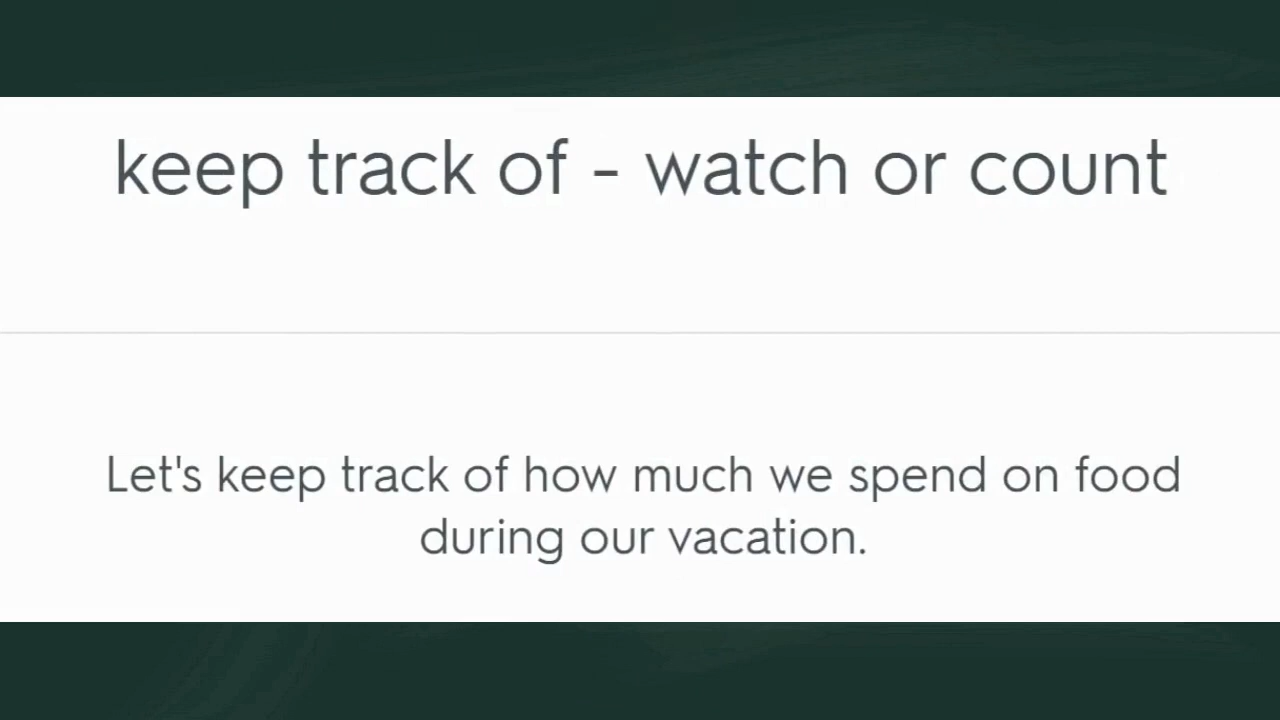 keep track of - watch or count
Let's keep track of how much we spend on food
during our vacation.